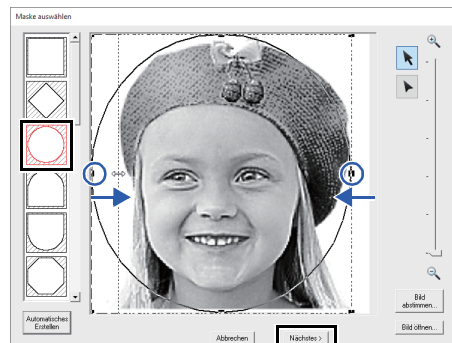 Maske auswählen
Automatisches
Erstellen
Abbrechen
Nächstes >
Bild
abstimmen...
Bild öffnen...